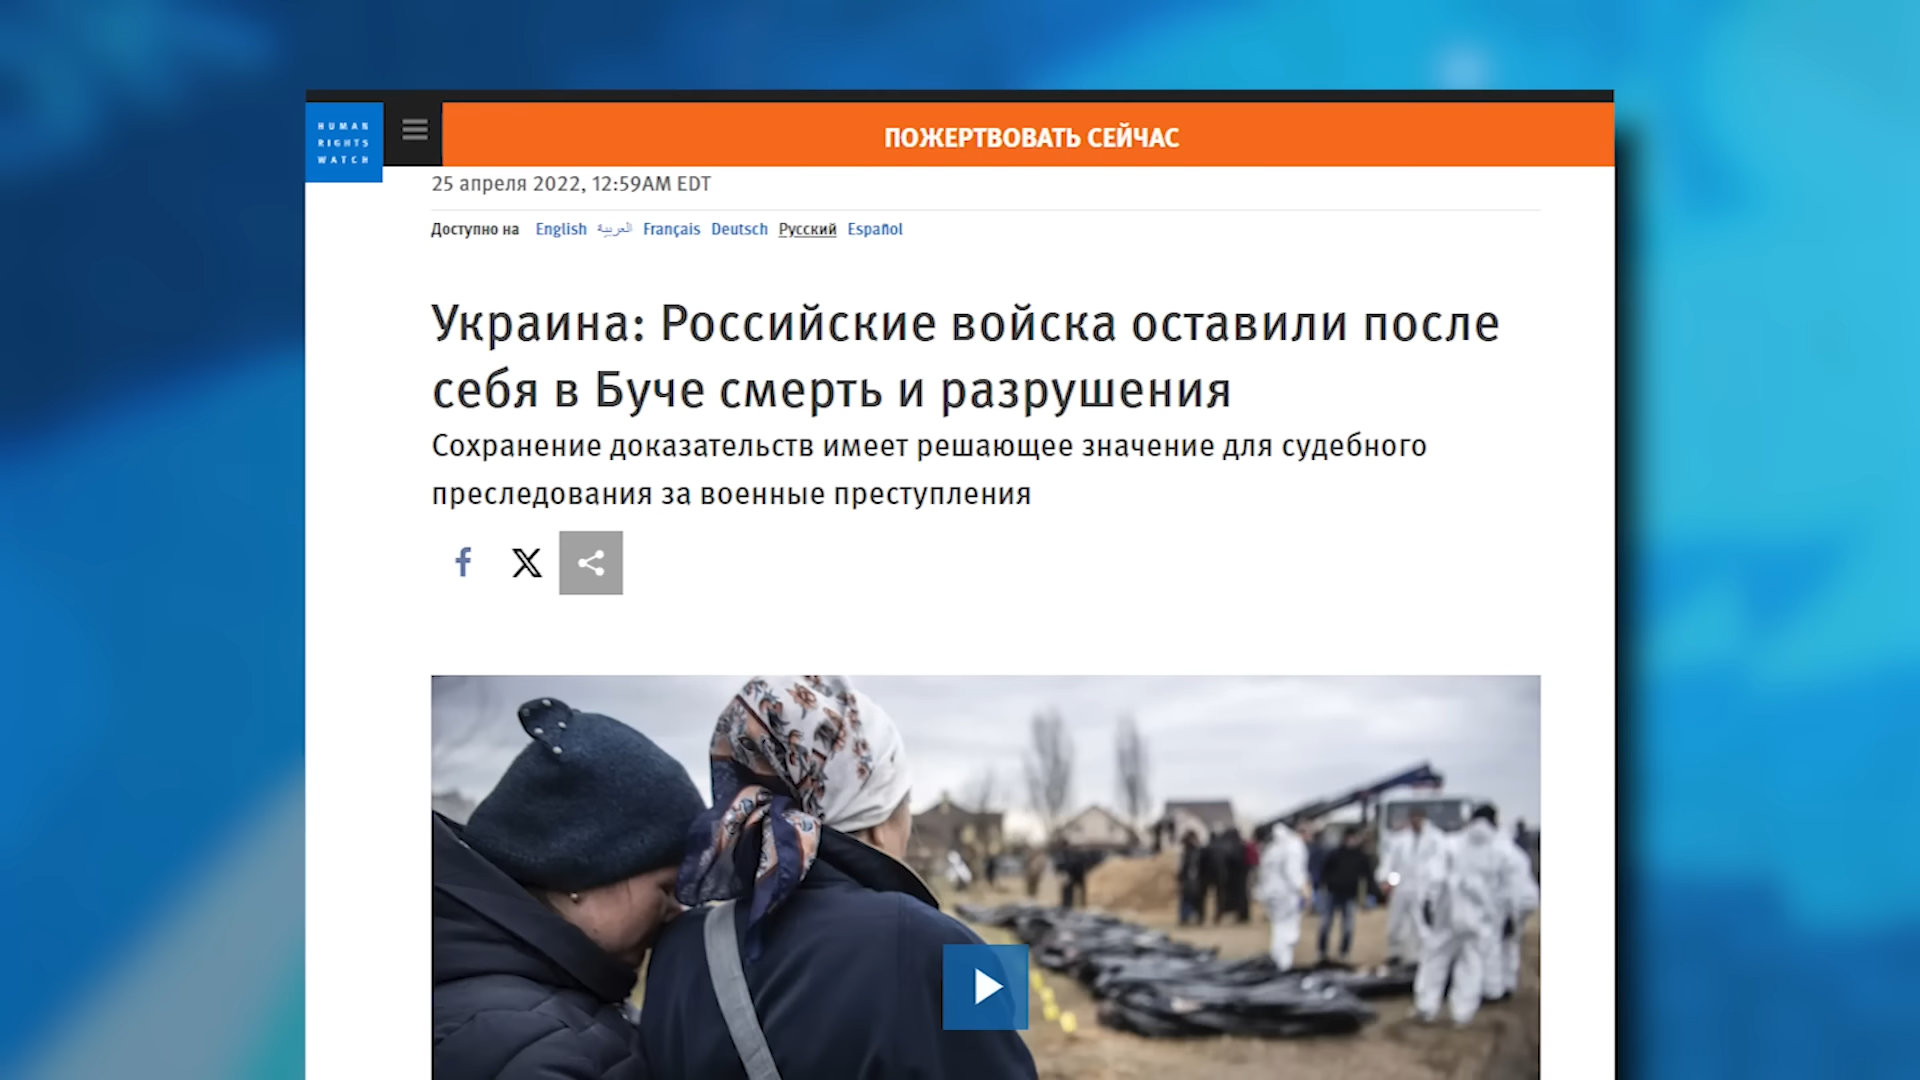 HUMAN
RIGHTS
WATCH
ПОЖЕРТВОВАТЬ СЕЙЧАС
25 апреля 2022, 12:59AM EDT
Доступно на English العربية Français Deutsch Русский Español
Украина: Российские войска оставили после
себя в Буче смерть и разрушения
Сохранение доказательств имеет решающее значение для судебного
преследования за военные преступления